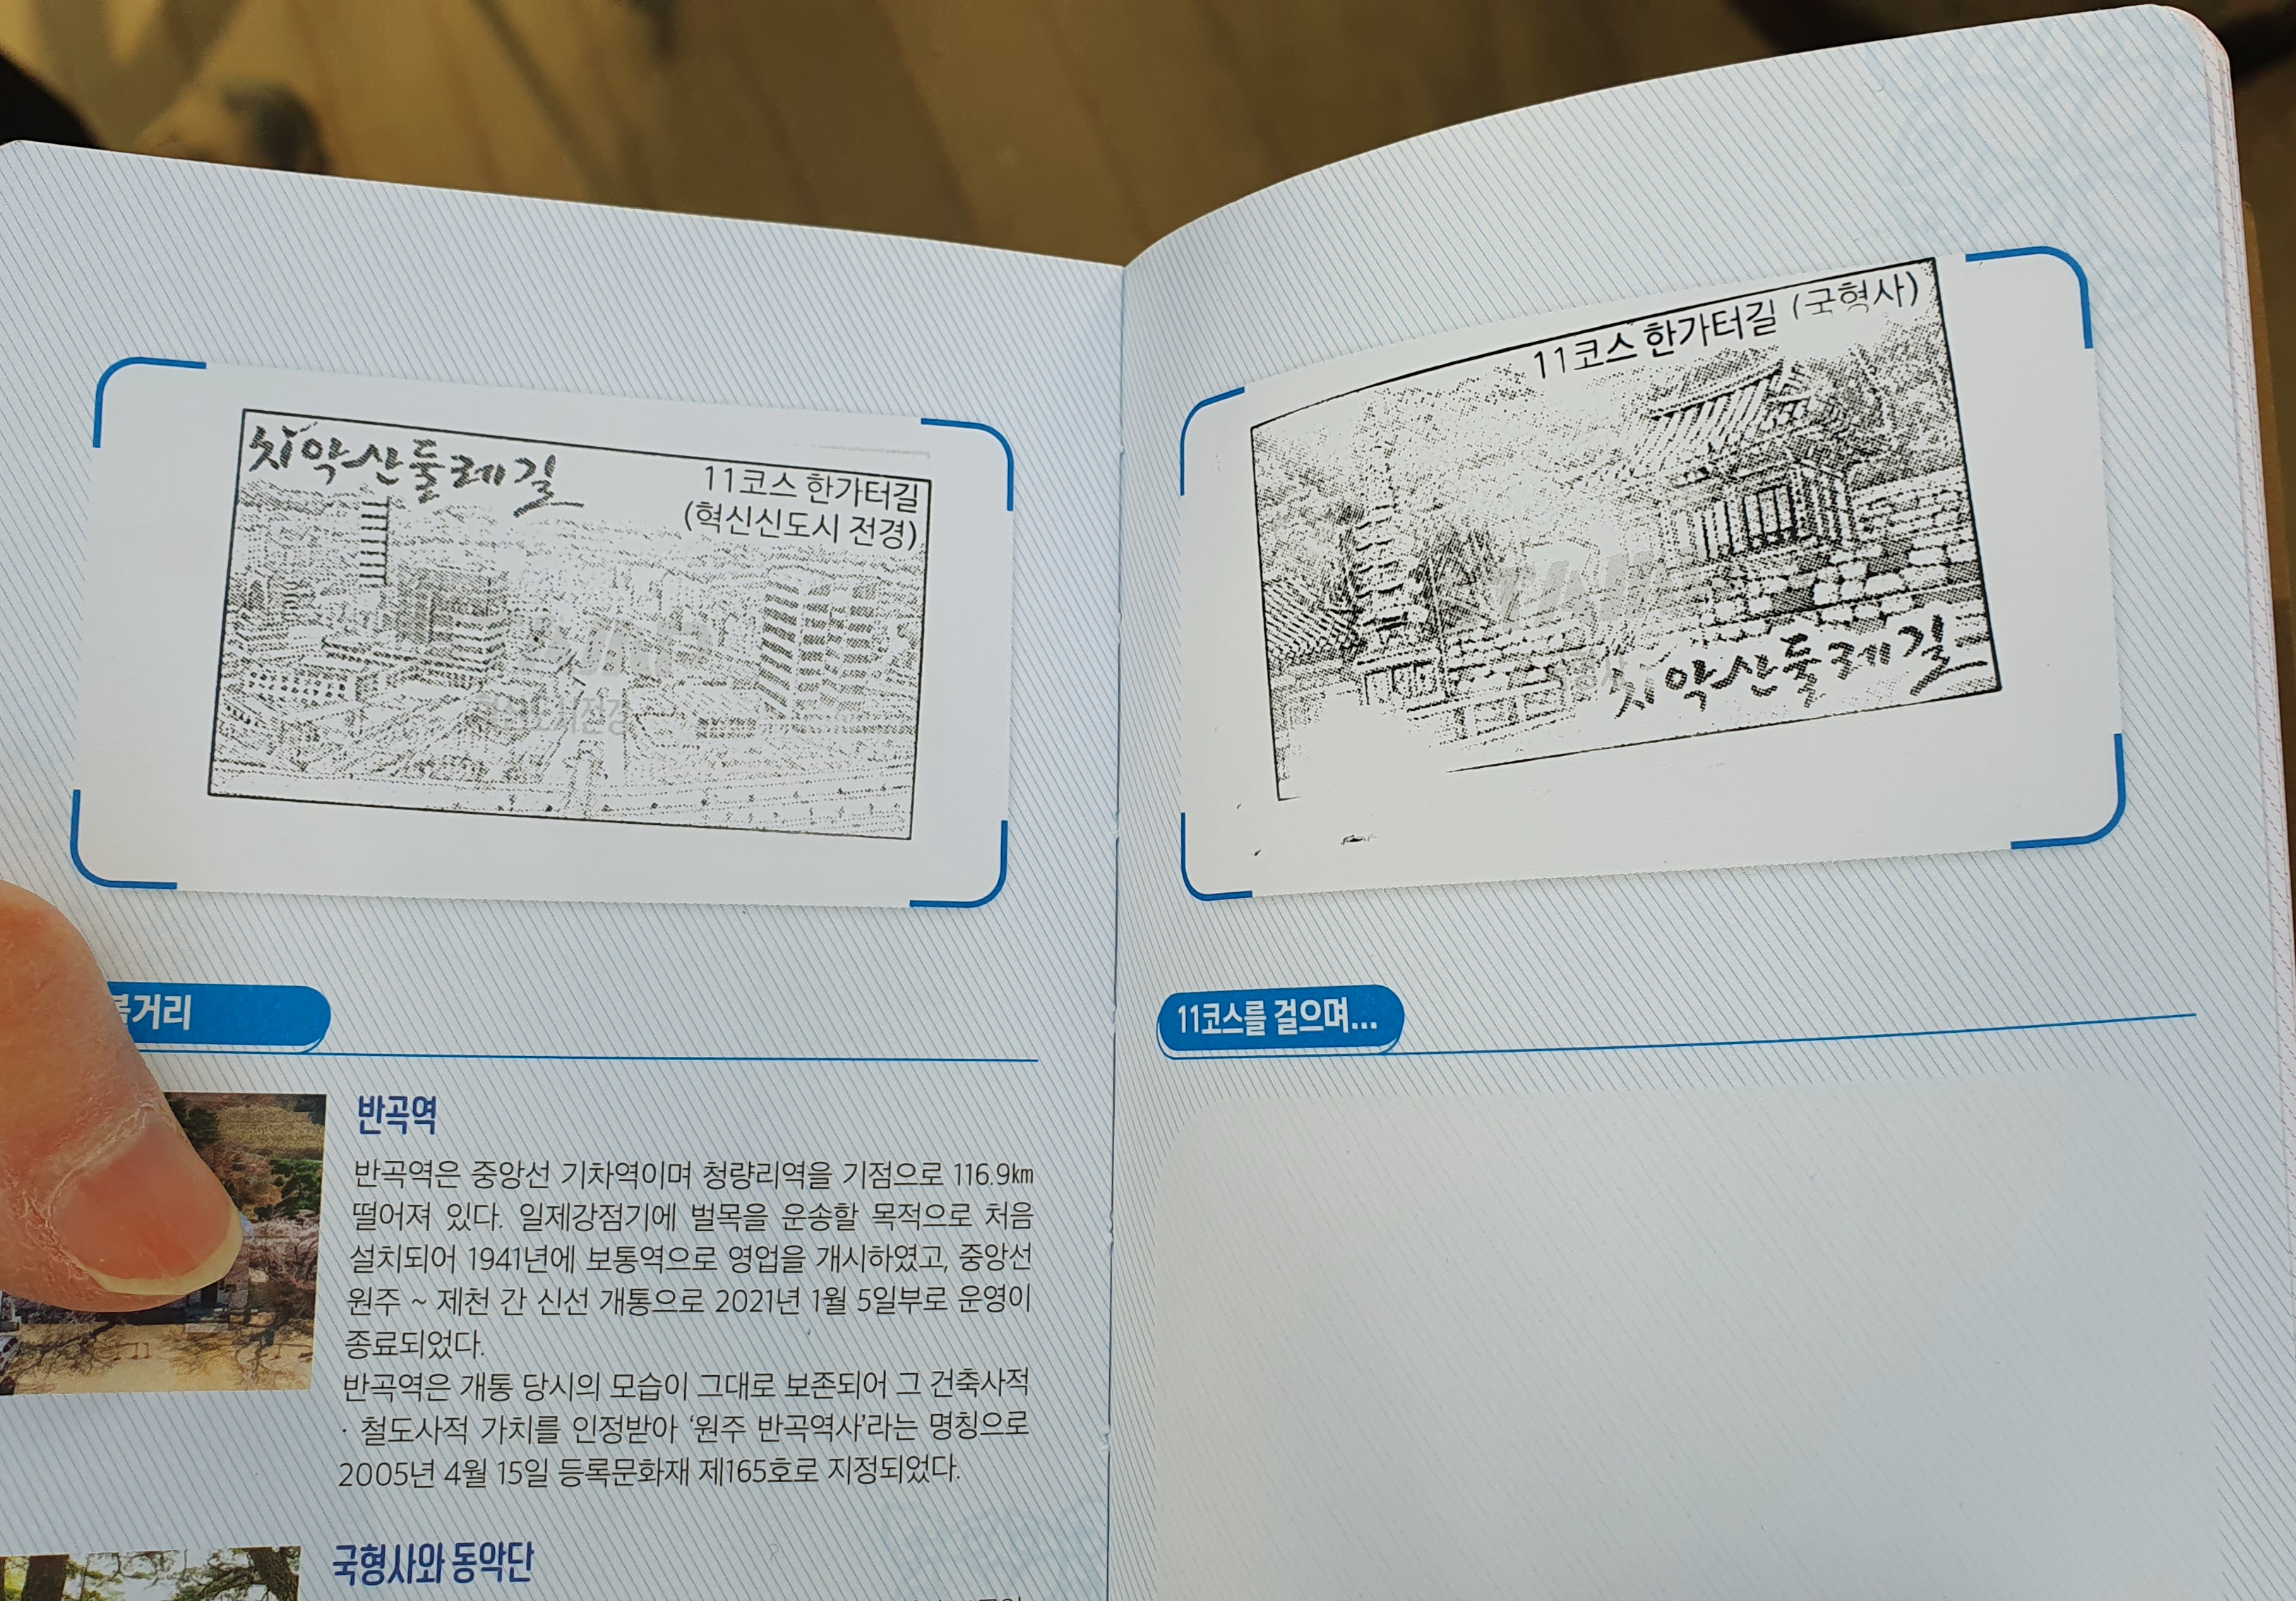 치악산둘레길
11코스 한가터길
(혁신신도시 전경)
볼거리
반곡역
반곡역은 중앙선 기차역이며 청량리역을 기점으로 116.9㎞
떨어져 있다. 일제강점기에 벌목을 운송할 목적으로 처음
설치되어 1941년에 보통역으로 영업을 개시하였고, 중앙선
원주 ~ 제천 간 신선 개통으로 2021년 1월 5일부로 운영이
종료되었다.
반곡역은 개통 당시의 모습이 그대로 보존되어 그 건축사적
· 철도사적 가치를 인정받아 ‘원주 반곡역사’라는 명칭으로
2005년 4월 15일 등록문화재 제165호로 지정되었다.
국형사와 동악단
11코스 한가터길 (국형사)
치악산둘레길
11코스를 걸으며...